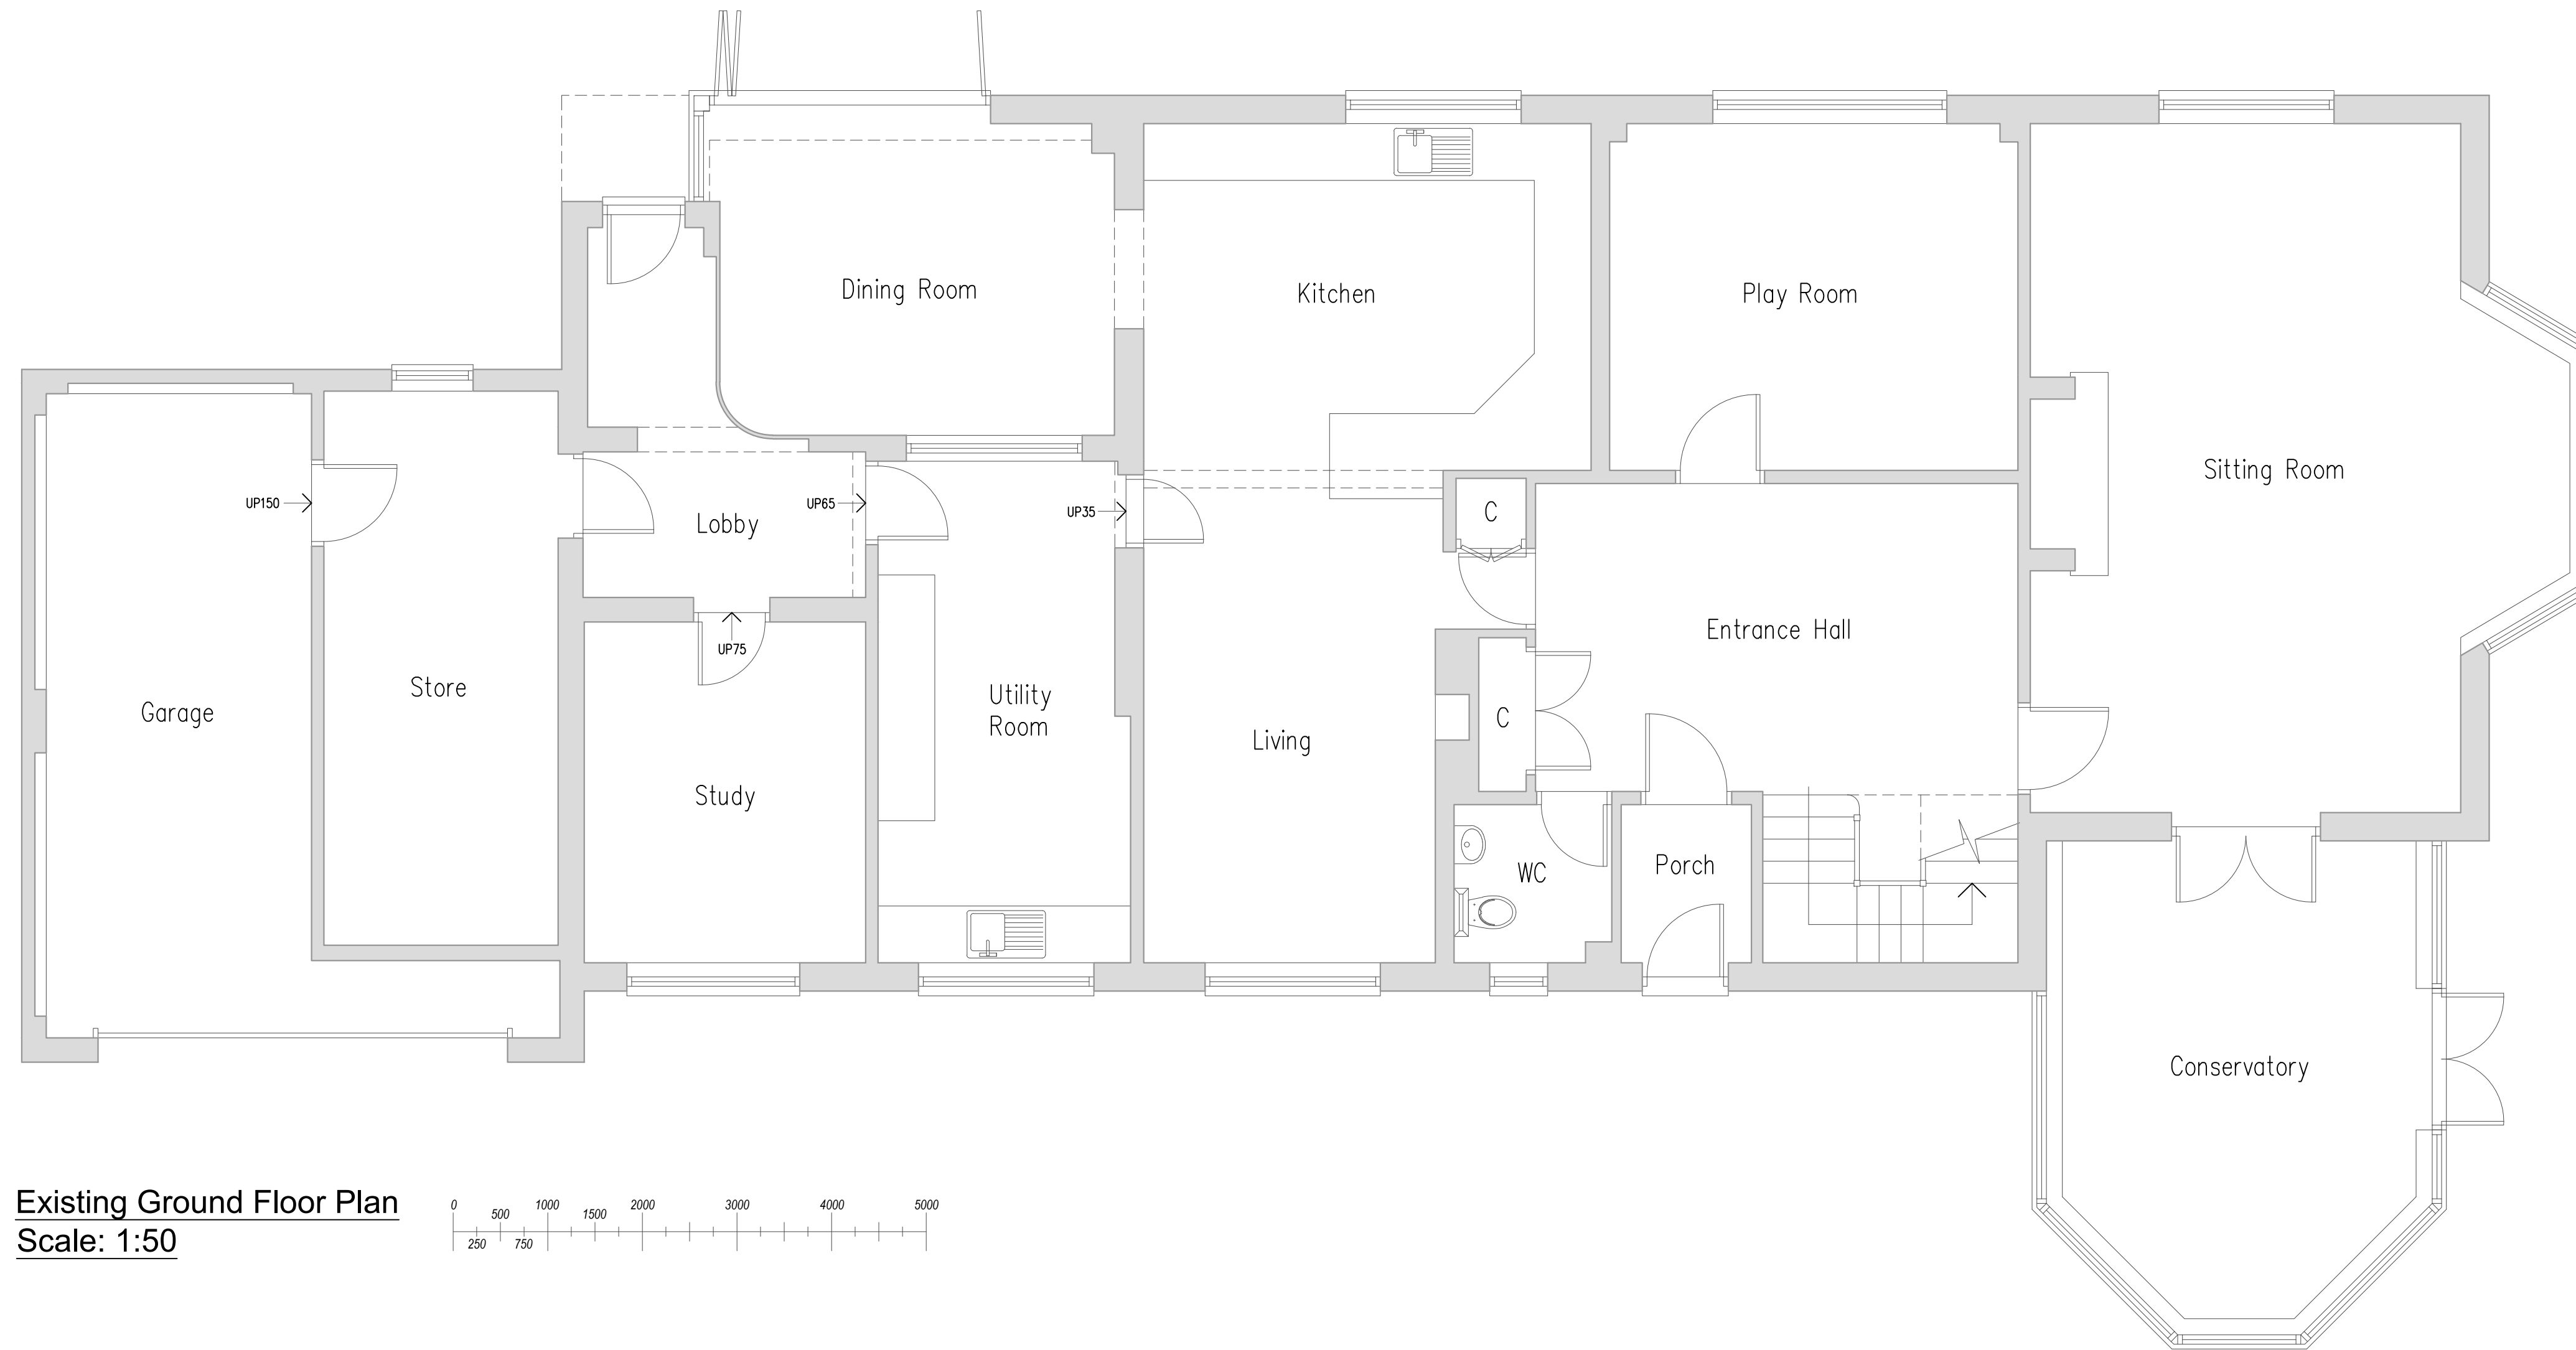 Dining Room
Kitchen
Play Room
Sitting Room
UP150
UP65
UP35
C
Lobby
Entrance Hall
UP75
Garage
Store
Utility
Room
Living
C
Study
WC
Porch
Conservatory
Existing Ground Floor Plan
Scale: 1:50
0 500 1000 1500 2000 3000 4000 5000
250 750